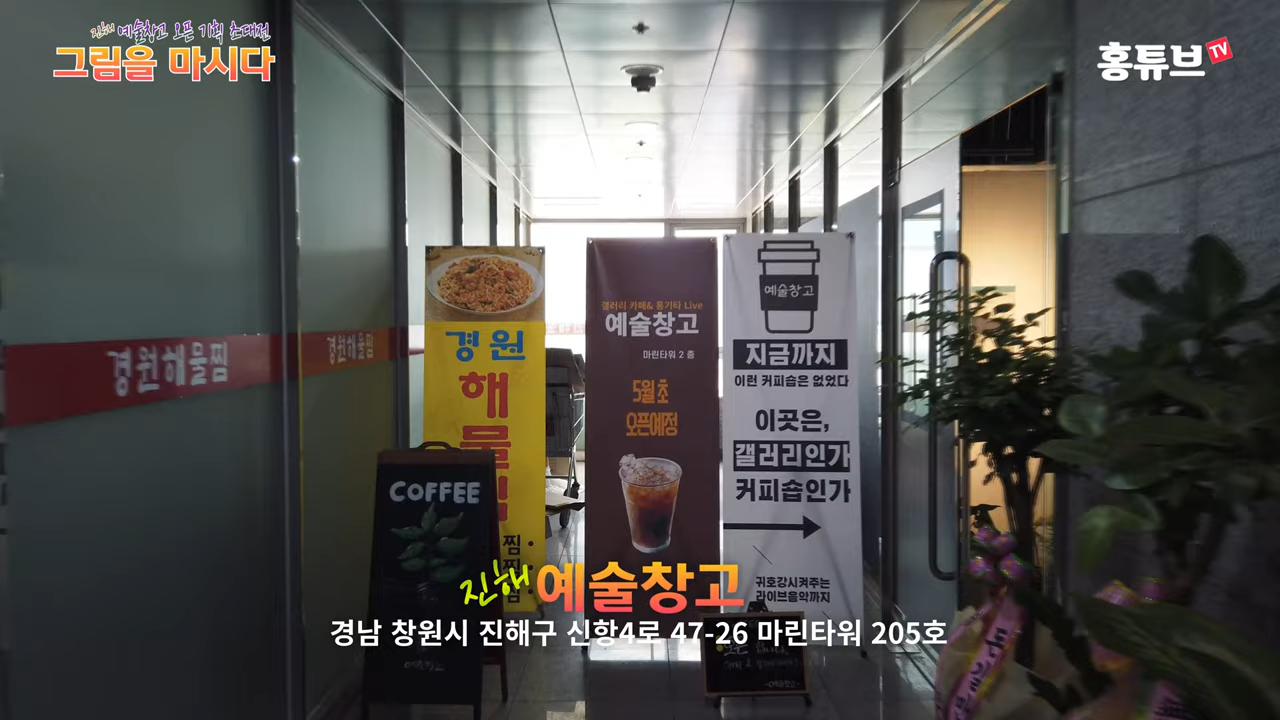 진해 예술창고 오픈 기획 초대전
그림을 마시다
홍튜브 TV
경원해물찜
경원해물찜
경원
해
물
찜
찜
COFFEE
갤러리 카페& 통기타 Live
예술창고
마린타워 2 층
5월 초
오픈예정
예술창고
지금까지
이런 커피숍은 없었다
이곳은,
갤러리인가
커피숍인가
귀호강시켜주는
라이브음악까지
진해 예술창고
경남 창원시 진해구 신항4로 47-26 마린타워 205호